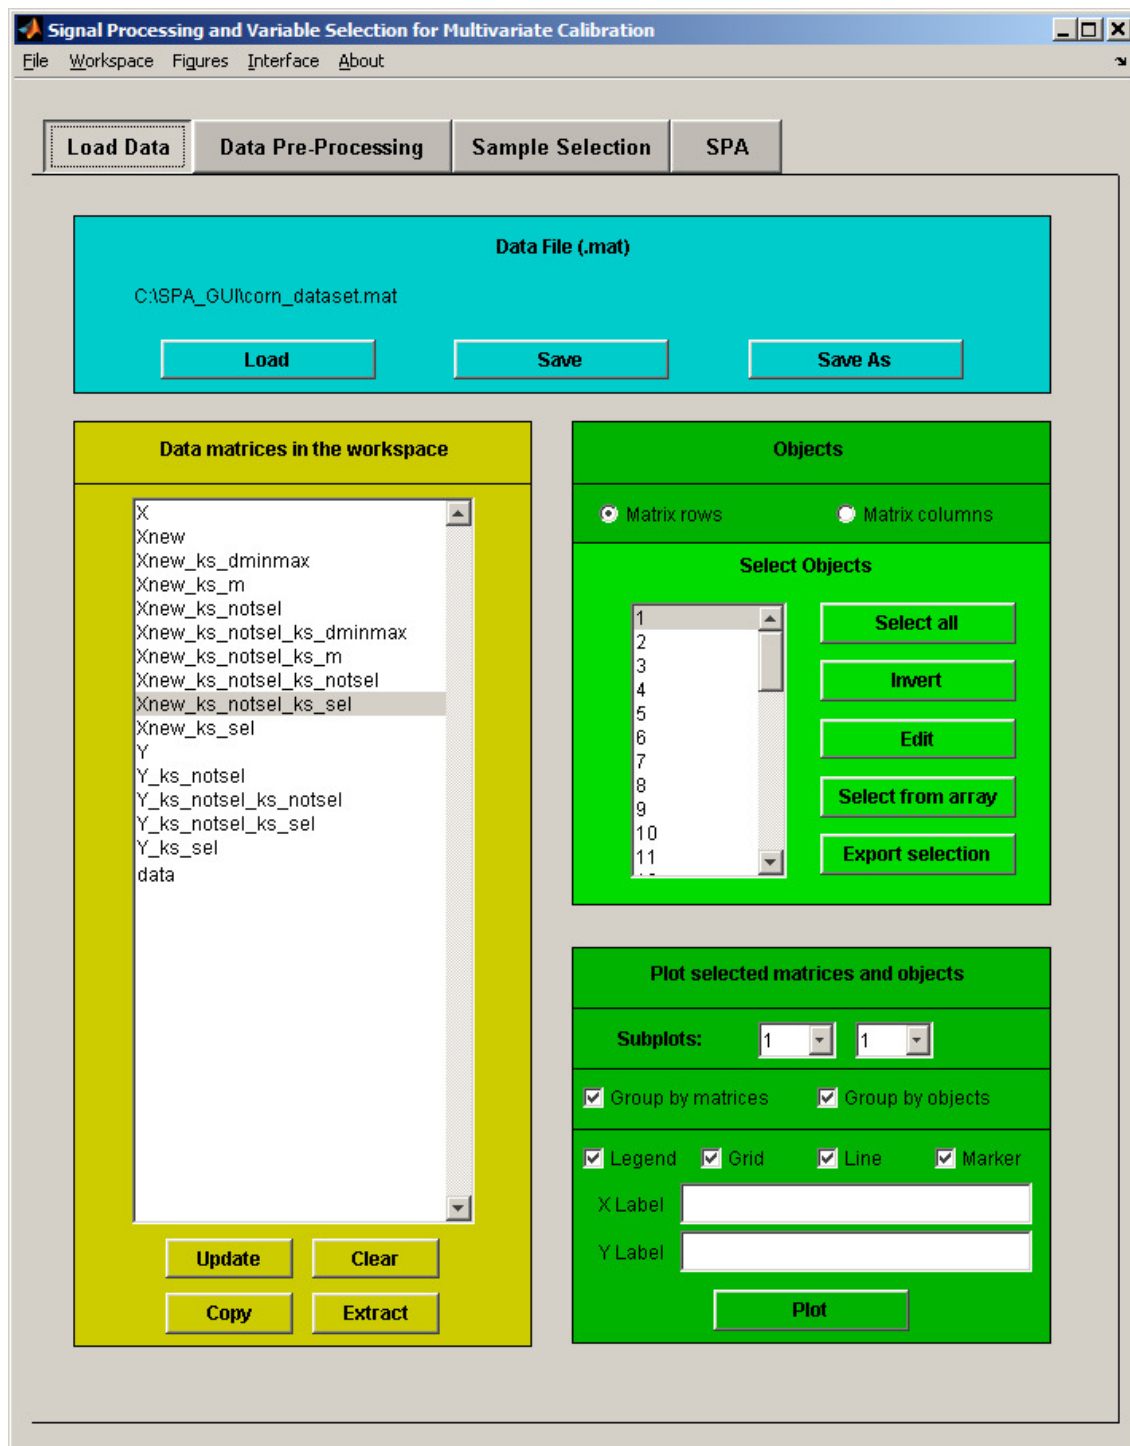 Signal Processing and Variable Selection for Multivariate Calibration
File Workspace Figures Interface About
Load Data Data Pre-Processing Sample Selection SPA
Data File (.mat)
C:\SPA_GUI\corn_dataset.mat
Load Save Save As
Data matrices in the workspace
X
Xnew
Xnew_ks_dminmax
Xnew_ks_m
Xnew_ks_notsel
Xnew_ks_notsel_ks_dminmax
Xnew_ks_notsel_ks_m
Xnew_ks_notsel_ks_notsel
Xnew_ks_notsel_ks_sel
Xnew_ks_sel
Y
Y_ks_notsel
Y_ks_notsel_ks_notsel
Y_ks_notsel_ks_sel
Y_ks_sel
data
Update Clear
Copy Extract
Objects
Matrix rows Matrix columns
Select Objects
1
2
3
4
5
6
7
8
9
10
11
Select all
Invert
Edit
Select from array
Export selection
Plot selected matrices and objects
Subplots: 1 1
Group by matrices Group by objects
Legend Grid Line Marker
X Label
Y Label
Plot